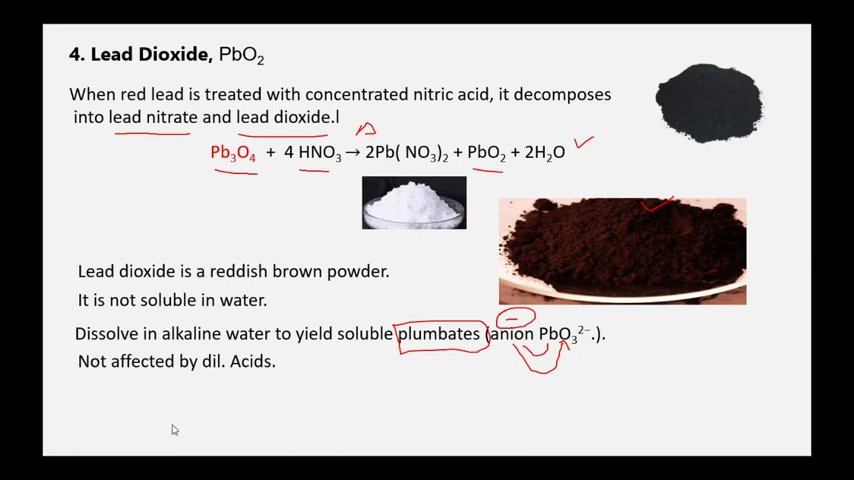 4. Lead Dioxide, PbO₂
When red lead is treated with concentrated nitric acid, it decomposes
into lead nitrate and lead dioxide.l
Pb₃O₄ + 4 HNO₃ → 2Pb( NO₃)₂ + PbO₂ + 2H₂O
Lead dioxide is a reddish brown powder.
It is not soluble in water.
Dissolve in alkaline water to yield soluble plumbates (anion PbO₃²⁻.).
Not affected by dil. Acids.